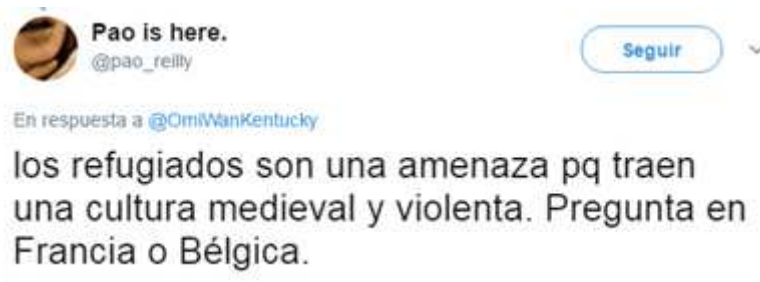 Pao is here.
@pao_reilly
Seguir
En respuesta a @OmiWanKentucky
los refugiados son una amenaza pq traen
una cultura medieval y violenta. Pregunta en
Francia o Bélgica.